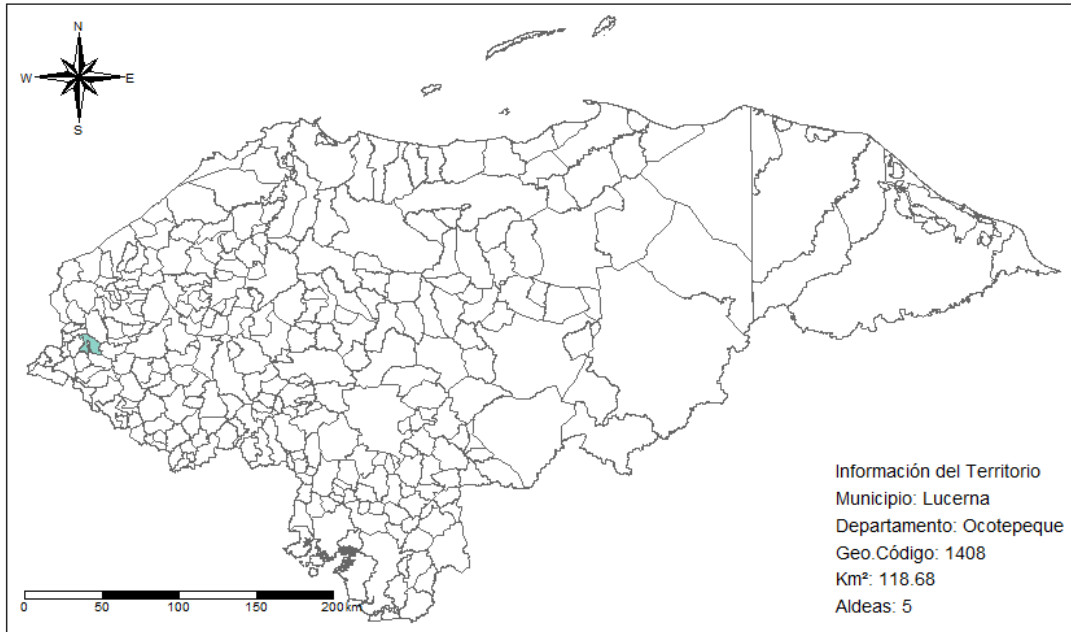 N
W E
S
Información del Territorio
Municipio: Lucerna
Departamento: Ocotepeque
Geo.Código: 1408
Km²: 118.68
Aldeas: 5
0 50 100 150 200 km